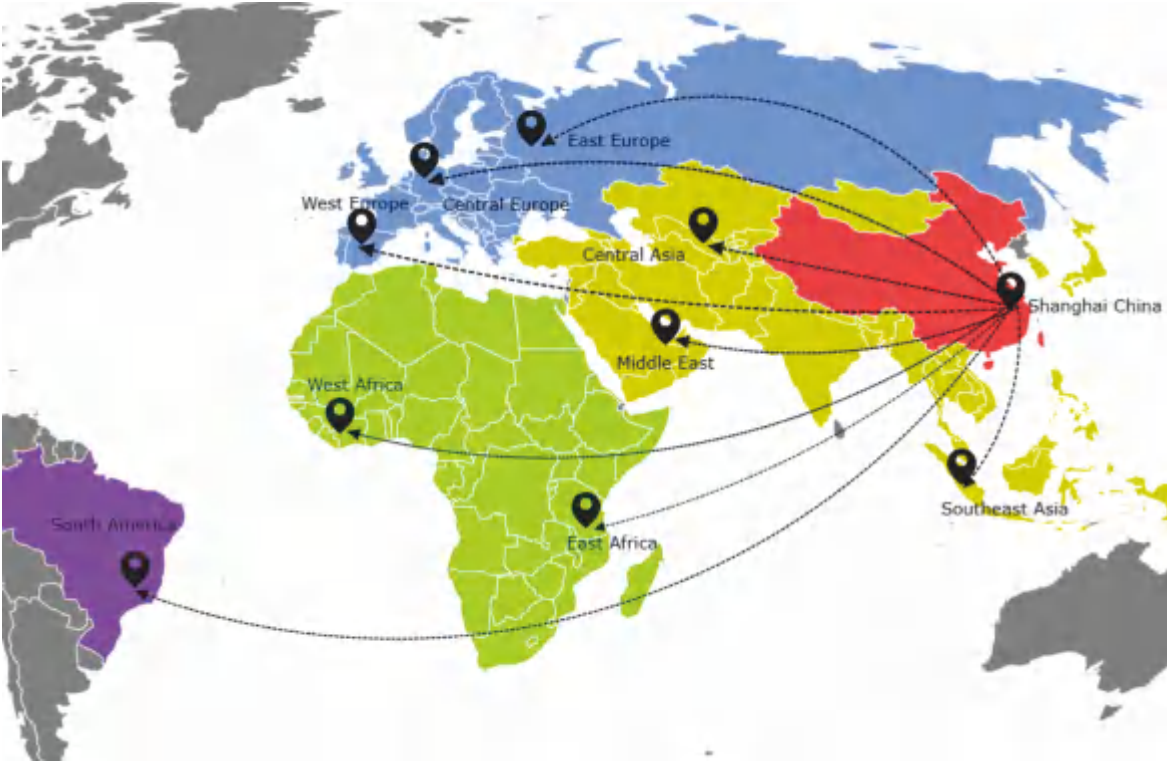 East Europe
West Europe
Central Europe
Central Asia
Shanghai China
Middle East
West Africa
Southeast Asia
South America
East Africa